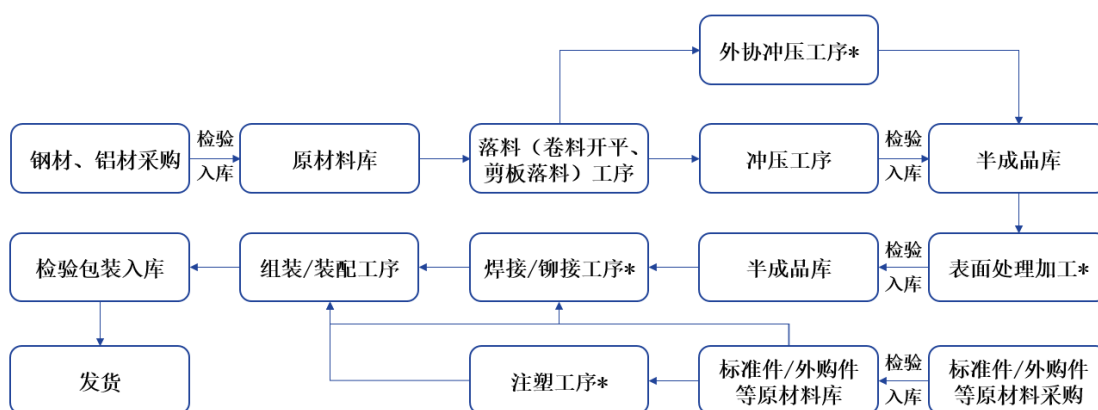 外协冲压工序*
钢材、铝材采购
检验
入库
原材料库
落料（卷料开平、
剪板落料）工序
冲压工序
检验
入库
半成品库
检验包装入库
组装/装配工序
焊接/铆接工序*
半成品库
检验
入库
表面处理加工*
发货
注塑工序*
标准件/外购件
等原材料库
检验
入库
标准件/外购件
等原材料采购